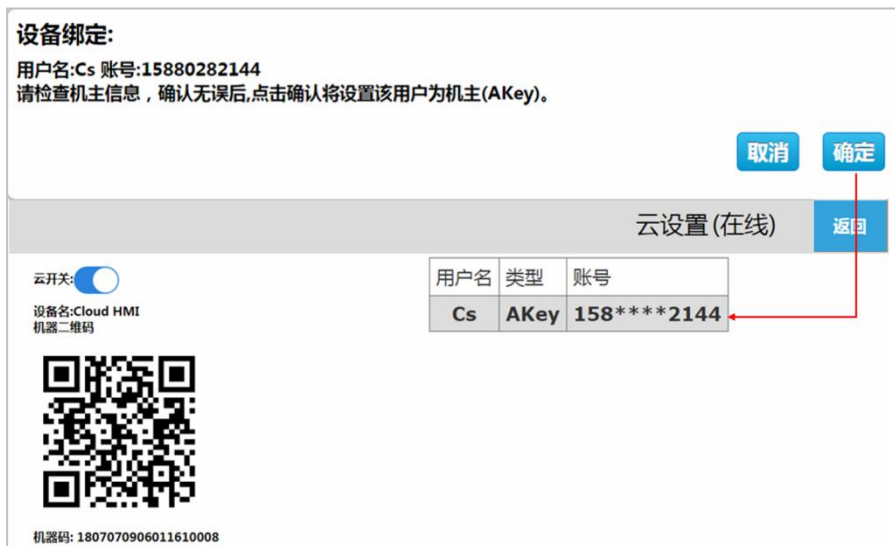 设备绑定:
用户名:Cs 账号:15880282144
请检查机主信息，确认无误后,点击确认将设置该用户为机主(AKey)。
取消 确定
云设置(在线) 返回
云开关:
设备名:Cloud HMI
机器二维码
用户名 类型 账号
Cs AKey 158****2144
机器码: 1807070906011610008